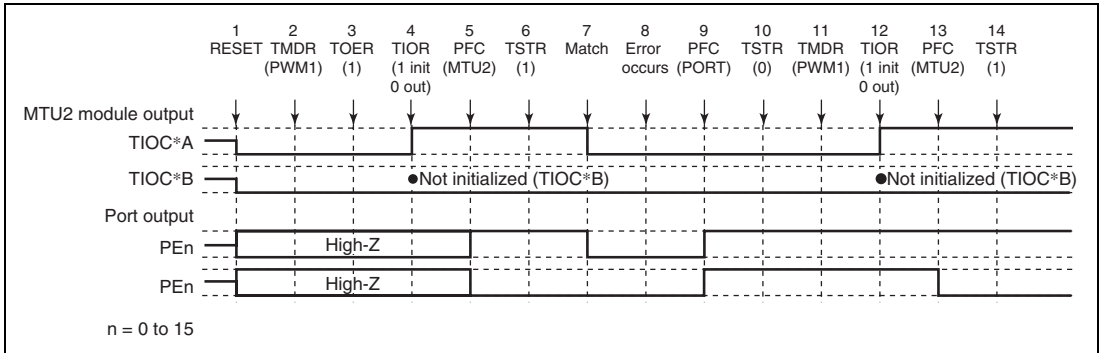 1 2 3 4 5 6 7 8 9 10 11 12 13 14
RESET TMDR TOER TIOR PFC TSTR Match Error PFC TSTR TMDR TIOR PFC TSTR
(PWM1) (1) (1 init (MTU2) (1) occurs (PORT) (0) (PWM1) (1 init (MTU2) (1)
0 out) 0 out)
MTU2 module output
TIOC*A
TIOC*B ●Not initialized (TIOC*B) ●Not initialized (TIOC*B)
Port output
PEn High-Z
PEn High-Z
n = 0 to 15